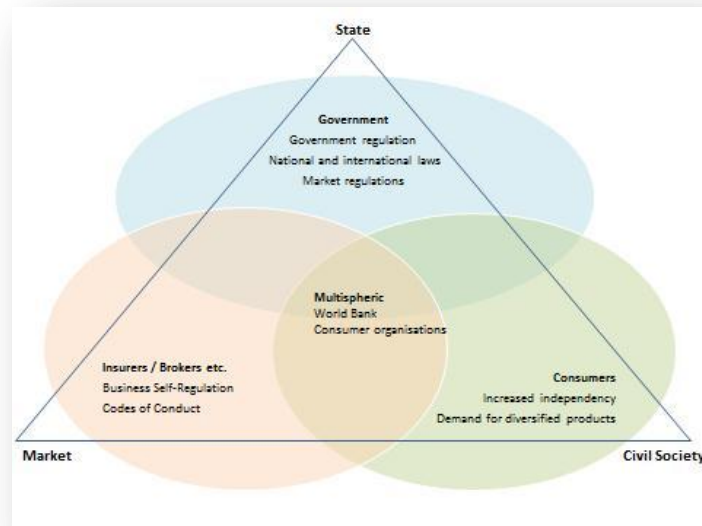 State
Government
Government regulation
National and international laws
Market regulations
Multispheric
World Bank
Consumer organisations
Insurers / Brokers etc.
Business Self-Regulation
Codes of Conduct
Consumers
Increased independency
Demand for diversified products
Market
Civil Society